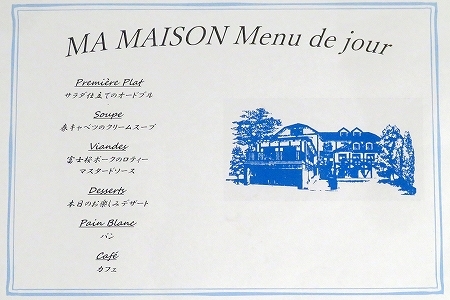 MA MAISON Menu de jour
Première Plat
サラダ仕立てのオードブル
Soupe
春キャベツのクリームスープ
Viandes
富士桜ポークのロティー
マスタードソース
Desserts
本日のお楽しみデザート
Pain Blanc
パン
Café
カフェ